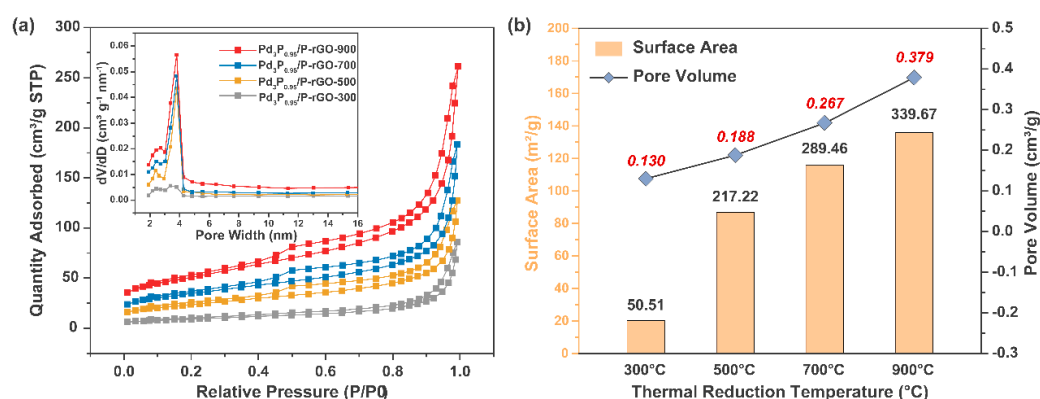 (a)
300
250
200
150
100
50
0
Quantity Adsorbed (cm³/g STP)
0.0 0.2 0.4 0.6 0.8 1.0
Relative Pressure (P/P0)
0.06
0.05
0.04
0.03
0.02
0.01
0.00
dV/dD (cm³ g⁻¹ nm⁻¹)
2 4 6 8 10 12 14 16
Pore Width (nm)
Pd₃P₀.₉₅/P-rGO-900
Pd₃P₀.₉₅/P-rGO-700
Pd₃P₀.₉₅/P-rGO-500
Pd₃P₀.₉₅/P-rGO-300
(b)
200
180
160
140
120
100
80
60
40
20
0
Surface Area (m²/g)
Surface Area
Pore Volume
0.130
0.188
0.267
0.379
50.51
217.22
289.46
339.67
300°C 500°C 700°C 900°C
Thermal Reduction Temperature (°C)
0.5
0.4
0.3
0.2
0.1
0.0
-0.1
-0.2
-0.3
Pore Volume (cm³/g)